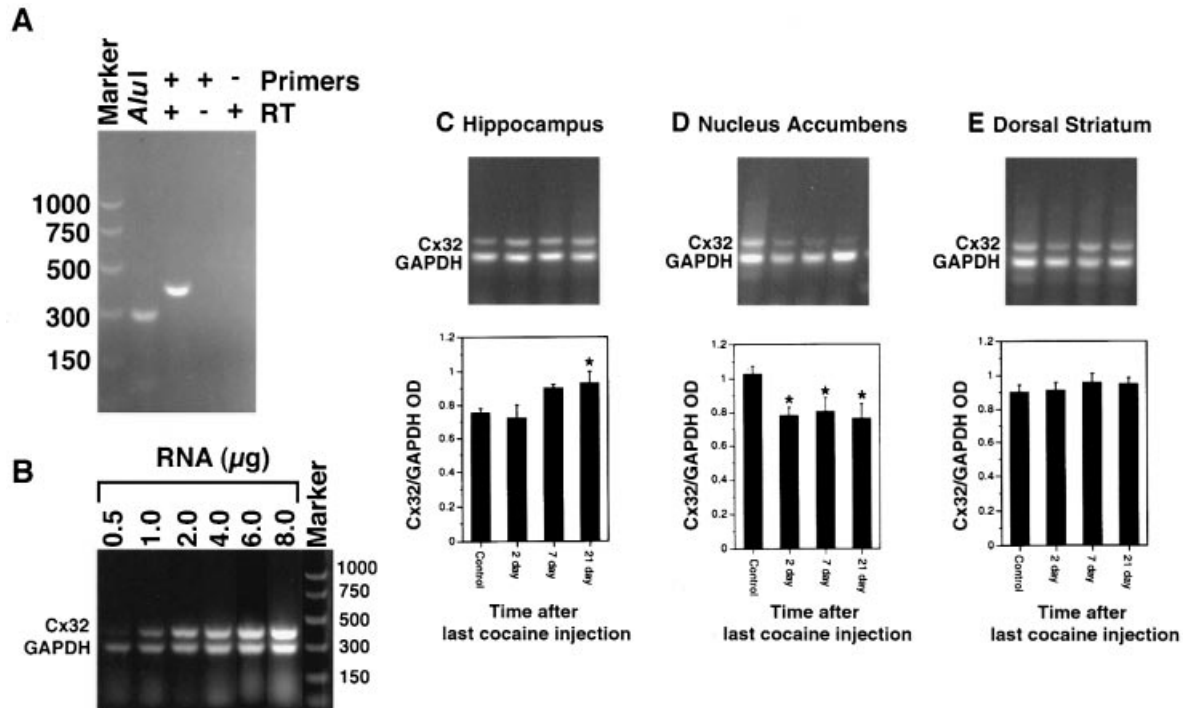 A
Marker
AluI
+ + - Primers
+ - + RT
1000
750
500
300
150
B
RNA (µg)
0.5 1.0 2.0 4.0 6.0 8.0 Marker
Cx32
GAPDH
1000
750
500
300
150
C Hippocampus
Cx32
GAPDH
Cx32/GAPDH OD
1.2
1
0.8
0.6
0.4
0.2
0
*
Control 2 day 7 day 21 day
Time after
last cocaine injection
D Nucleus Accumbens
Cx32
GAPDH
Cx32/GAPDH OD
1.2
1
0.8
0.6
0.4
0.2
0
* * *
Control 2 day 7 day 21 day
Time after
last cocaine injection
E Dorsal Striatum
Cx32
GAPDH
Cx32/GAPDH OD
1.2
1
0.8
0.6
0.4
0.2
0
Control 2 day 7 day 21 day
Time after
last cocaine injection